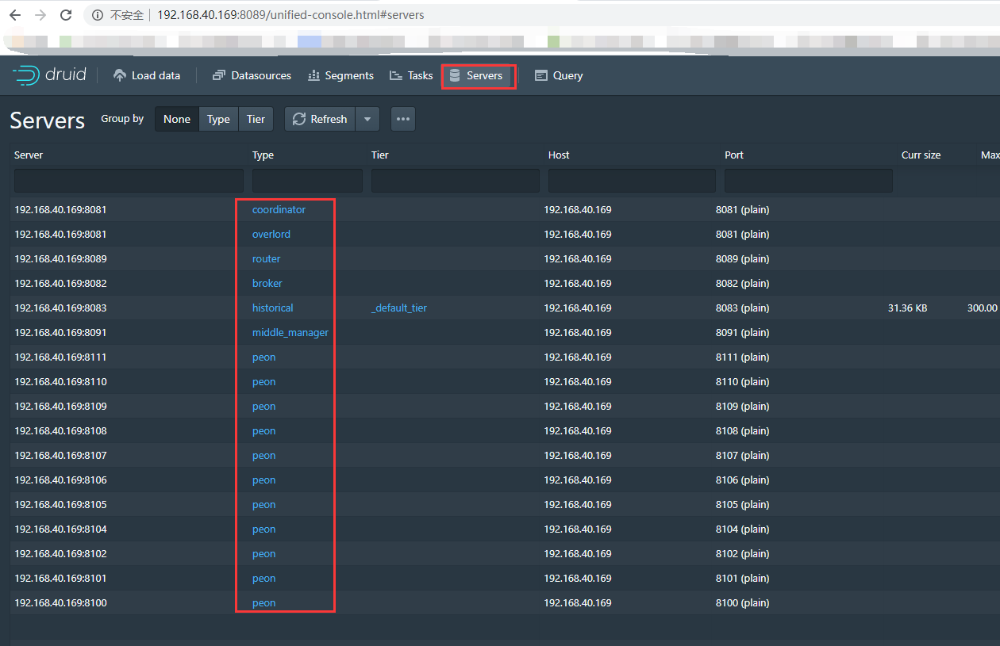 不安全 192.168.40.169:8089/unified-console.html#servers
druid Load data Datasources Segments Tasks Servers Query
Servers Group by None Type Tier Refresh
Server Type Tier Host Port Curr size Max
192.168.40.169:8081 coordinator 192.168.40.169 8081 (plain)
192.168.40.169:8081 overlord 192.168.40.169 8081 (plain)
192.168.40.169:8089 router 192.168.40.169 8089 (plain)
192.168.40.169:8082 broker 192.168.40.169 8082 (plain)
192.168.40.169:8083 historical _default_tier 192.168.40.169 8083 (plain) 31.36 KB 300.00
192.168.40.169:8091 middle_manager 192.168.40.169 8091 (plain)
192.168.40.169:8111 peon 192.168.40.169 8111 (plain)
192.168.40.169:8110 peon 192.168.40.169 8110 (plain)
192.168.40.169:8109 peon 192.168.40.169 8109 (plain)
192.168.40.169:8108 peon 192.168.40.169 8108 (plain)
192.168.40.169:8107 peon 192.168.40.169 8107 (plain)
192.168.40.169:8106 peon 192.168.40.169 8106 (plain)
192.168.40.169:8105 peon 192.168.40.169 8105 (plain)
192.168.40.169:8104 peon 192.168.40.169 8104 (plain)
192.168.40.169:8102 peon 192.168.40.169 8102 (plain)
192.168.40.169:8101 peon 192.168.40.169 8101 (plain)
192.168.40.169:8100 peon 192.168.40.169 8100 (plain)